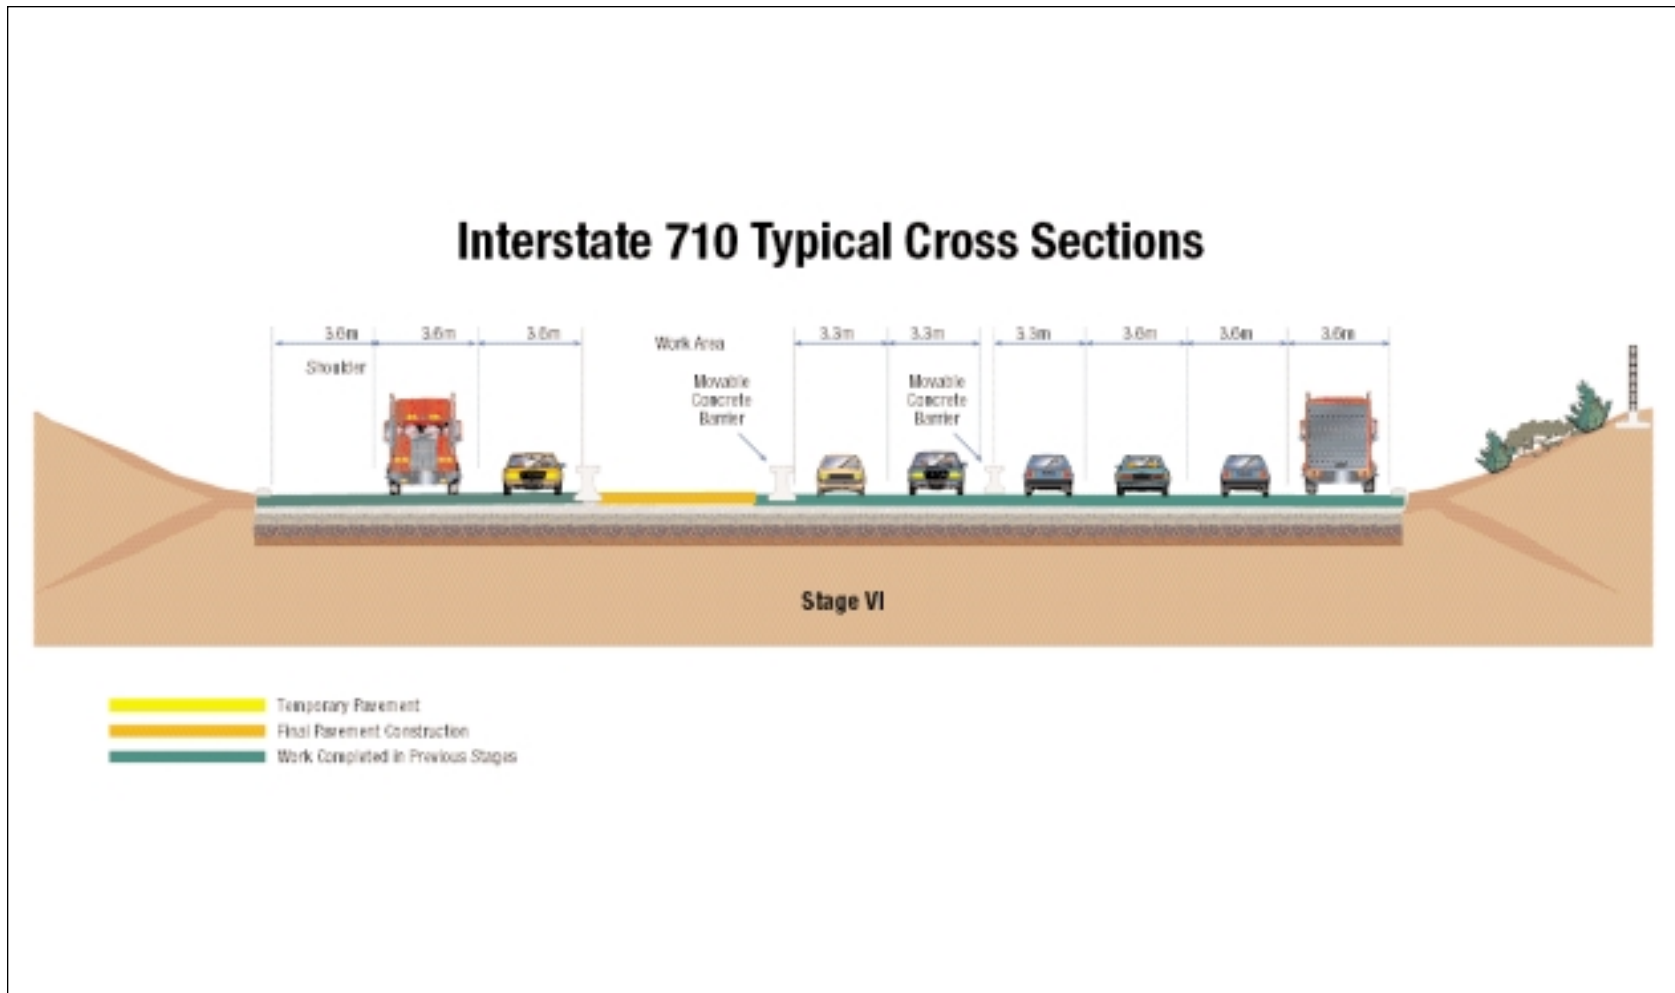 Interstate 710 Typical Cross Sections
3.6m 3.6m 3.6m Work Area 3.3m 3.3m 3.3m 3.6m 3.6m 3.6m
Shoulder
Movable
Concrete
Barrier
Movable
Concrete
Barrier
Stage VI
Temporary Pavement
Final Pavement Construction
Work Completed in Previous Stages